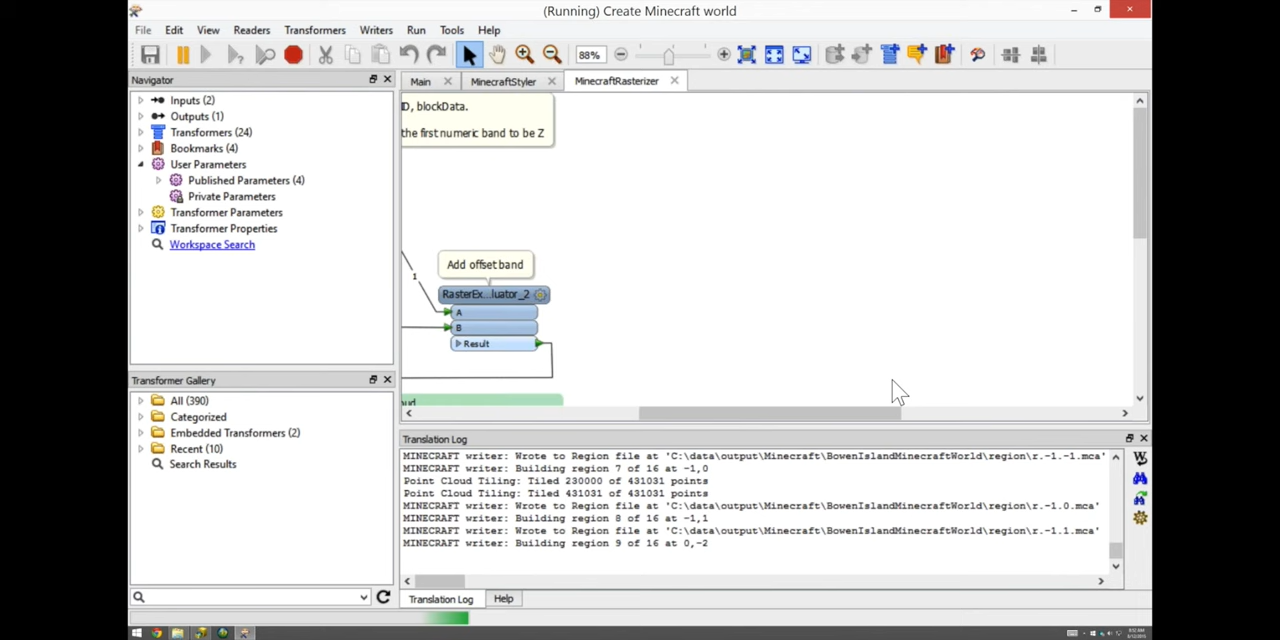 (Running) Create Minecraft world
File Edit View Readers Transformers Writers Run Tools Help
88%
Navigator
Main MinecraftStyler MinecraftRasterizer
Inputs (2)
Outputs (1)
Transformers (24)
Bookmarks (4)
User Parameters
Published Parameters (4)
Private Parameters
Transformer Parameters
Transformer Properties
Workspace Search
D, blockData.
the first numeric band to be Z
Add offset band
1
RasterEx...luator_2
A
B
Result
Transformer Gallery
All (390)
Categorized
Embedded Transformers (2)
Recent (10)
Search Results
Translation Log
MINECRAFT writer: Wrote to Region file at 'C:\data\output\Minecraft\BowenIslandMinecraftWorld\region\r.-1.-1.mca'
MINECRAFT writer: Building region 7 of 16 at -1,0
Point Cloud Tiling: Tiled 230000 of 431031 points
Point Cloud Tiling: Tiled 431031 of 431031 points
MINECRAFT writer: Wrote to Region file at 'C:\data\output\Minecraft\BowenIslandMinecraftWorld\region\r.-1.0.mca'
MINECRAFT writer: Building region 8 of 16 at -1,1
MINECRAFT writer: Wrote to Region file at 'C:\data\output\Minecraft\BowenIslandMinecraftWorld\region\r.-1.1.mca'
MINECRAFT writer: Building region 9 of 16 at 0,-2
Translation Log Help